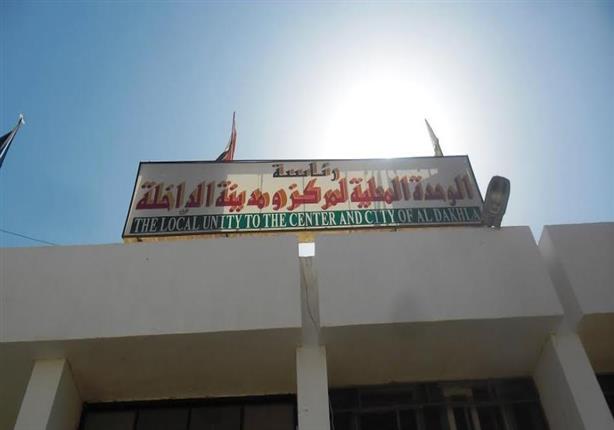 رئاسة
الوحدة المحلية لمركز ومدينة الداخلة
THE LOCAL UNITY TO THE CENTER AND CITY OF AL DAKHLA